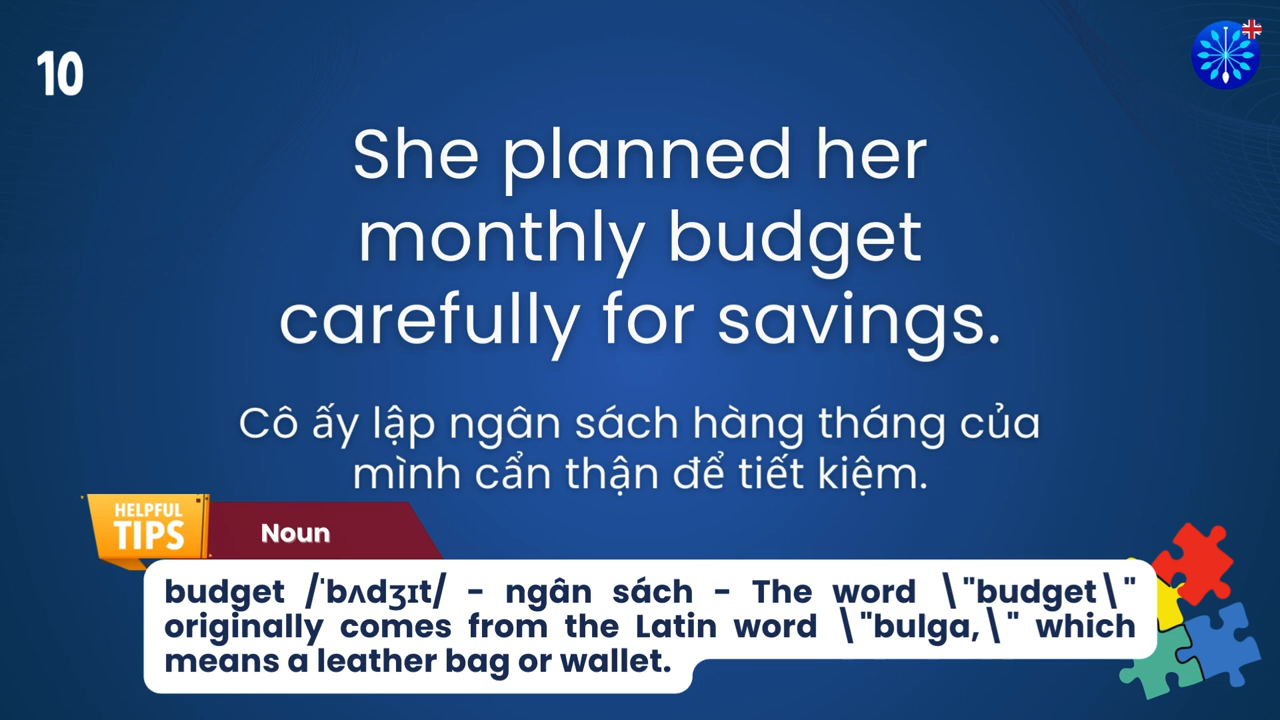 10
She planned her
monthly budget
carefully for savings.
Cô ấy lập ngân sách hàng tháng của
mình cẩn thận để tiết kiệm.
HELPFUL
TIPS
Noun
budget /ˈbʌdʒɪt/ - ngân sách - The word \"budget\"
originally comes from the Latin word \"bulga,\" which
means a leather bag or wallet.